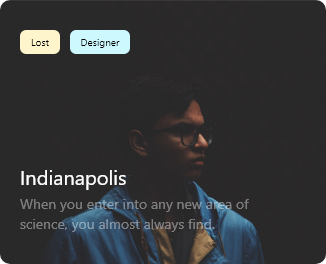 Lost
Designer
Indianapolis
When you enter into any new area of
science, you almost always find.